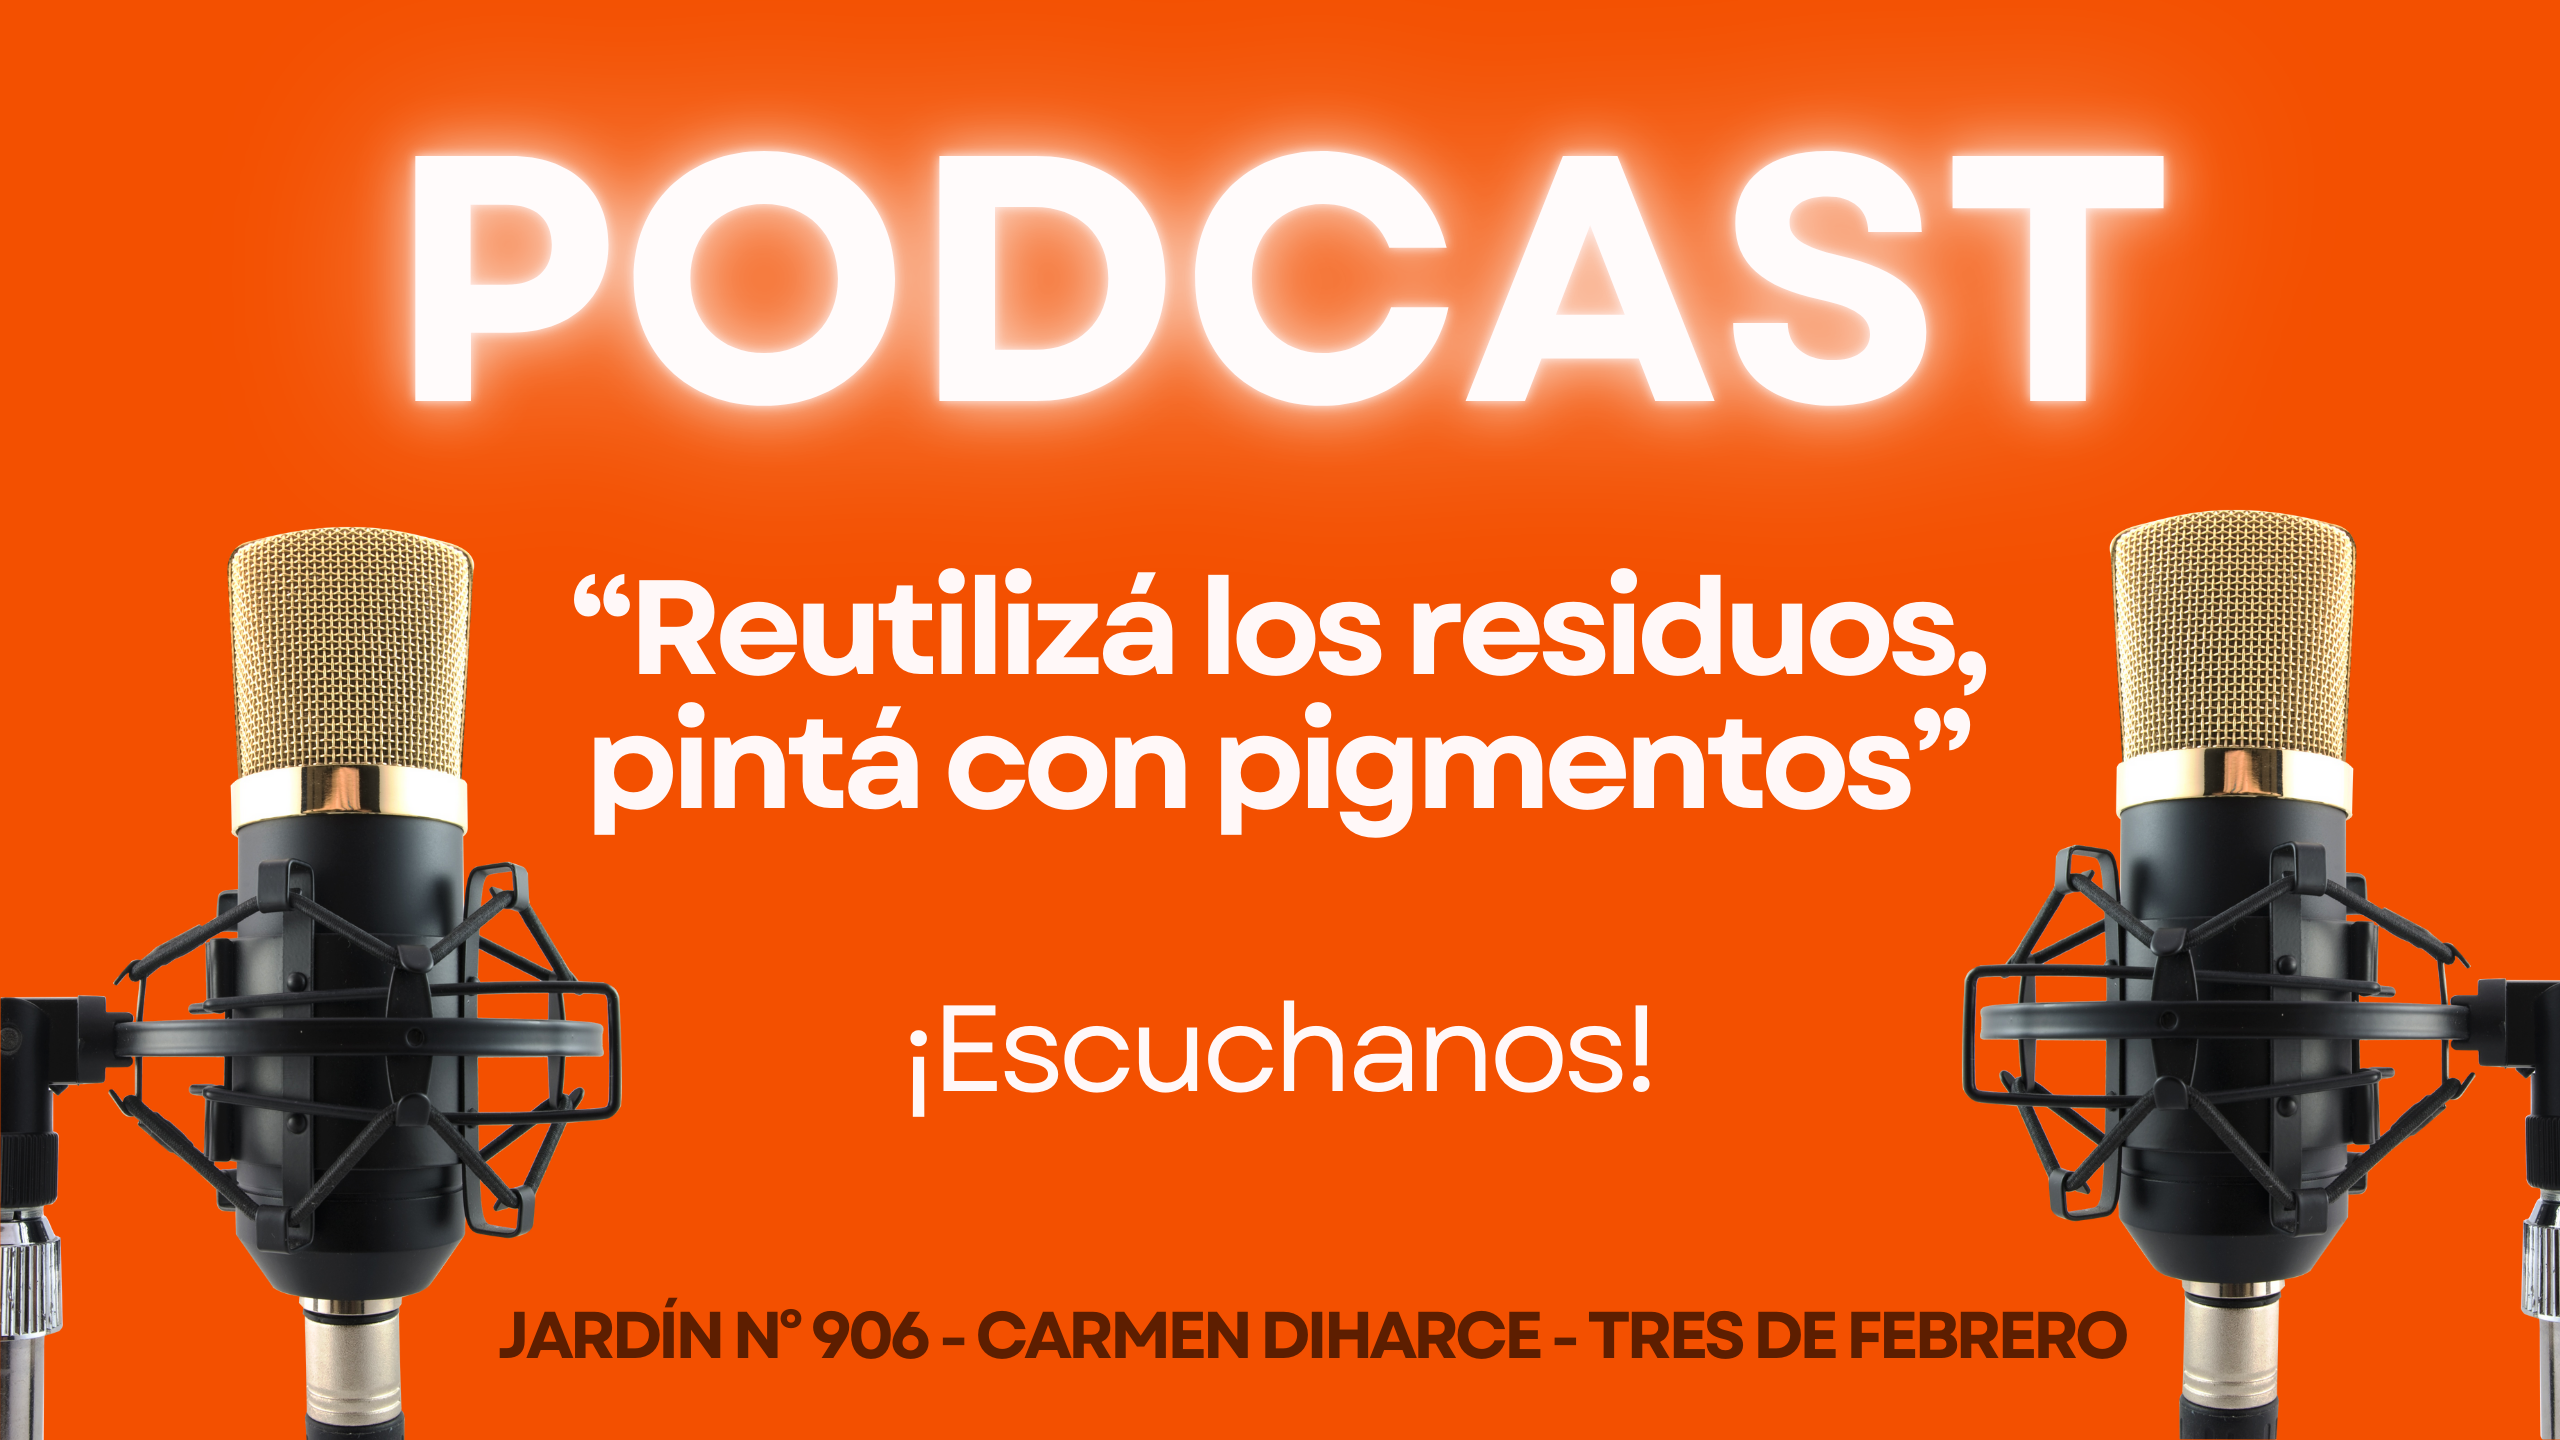 PODCAST
“Reutilizá los residuos,
pintá con pigmentos”
¡Escuchanos!
JARDÍN N° 906 - CARMEN DIHARCE - TRES DE FEBRERO